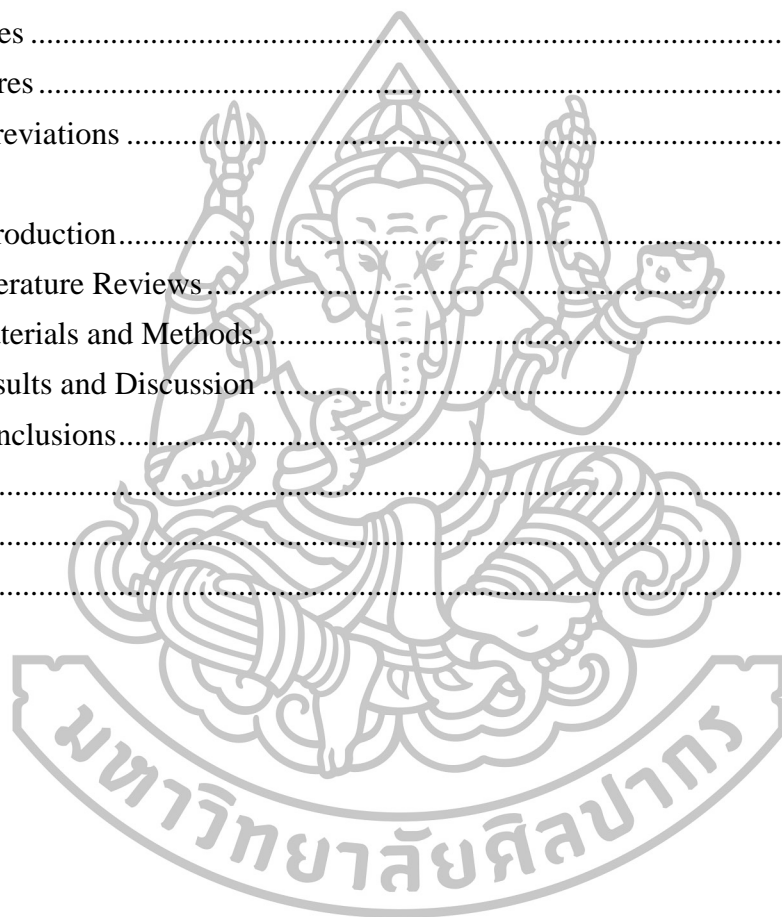 es ........................................................................................................
res ........................................................................................................
reviations ........................................................................................................
roduction ........................................................................................................
erature Reviews ........................................................................................................
aterials and Methods ........................................................................................................
sults and Discussion ........................................................................................................
nclusions ........................................................................................................
........................................................................................................
........................................................................................................
........................................................................................................
มหาวิทยาลัยศิลปากร